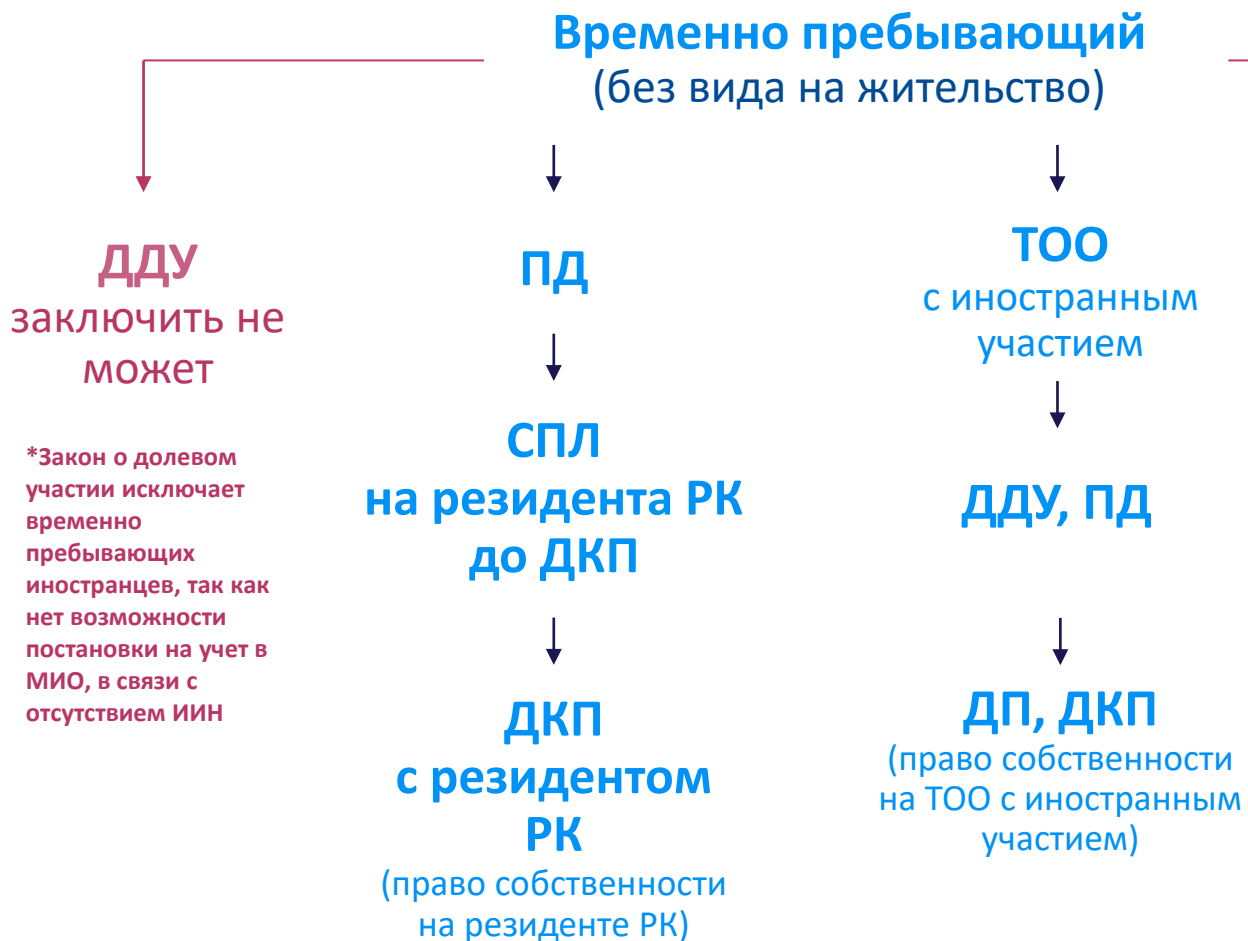 Временно пребывающий
(без вида на жительство)
ДДУ
заключить не
может
*Закон о долевом
участии исключает
временно
пребывающих
иностранцев, так как
нет возможности
постановки на учет в
МИО, в связи с
отсутствием ИИН
ПД
СПЛ
на резидента РК
до ДКП
ДКП
с резидентом
РК
(право собственности
на резиденте РК)
ТОО
с иностранным
участием
ДДУ, ПД
ДП, ДКП
(право собственности
на ТОО с иностранным
участием)